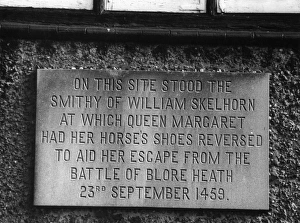 ON THIS SITE STOOD THE
SMITHY OF WILLIAM SKELHORN
AT WHICH QUEEN MARGARET
HAD HER HORSE'S SHOES REVERSED
TO AID HER ESCAPE FROM THE
BATTLE OF BLORE HEATH
23RD SEPTEMBER 1459.